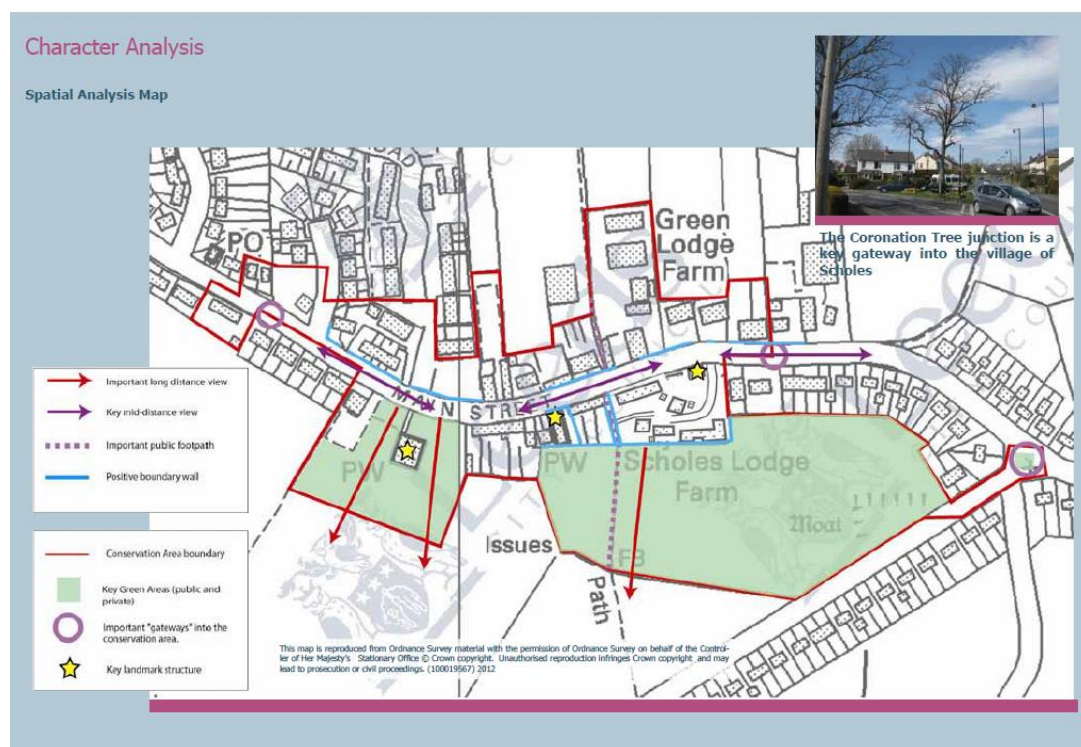 Character Analysis
Spatial Analysis Map
The Coronation Tree junction is a
key gateway into the village of
Scholes
PO
Green
Lodge
Farm
MAIN STREET
PW
PW
Scholes Lodge
Farm
Moat
Issues
FB
Path
Important long distance view
Key mid-distance view
Important public footpath
Positive boundary wall
Conservation Area boundary
Key Green Areas (public and
private)
Important "gateways" into the
conservation area.
Key landmark structure
This map is reproduced from Ordnance Survey material with the permission of Ordnance Survey on behalf of the Control-
ler of Her Majesty's Stationary Office © Crown copyright. Unauthorised reproduction infringes Crown copyright and may
lead to prosecution or civil proceedings. (100019567) 2012